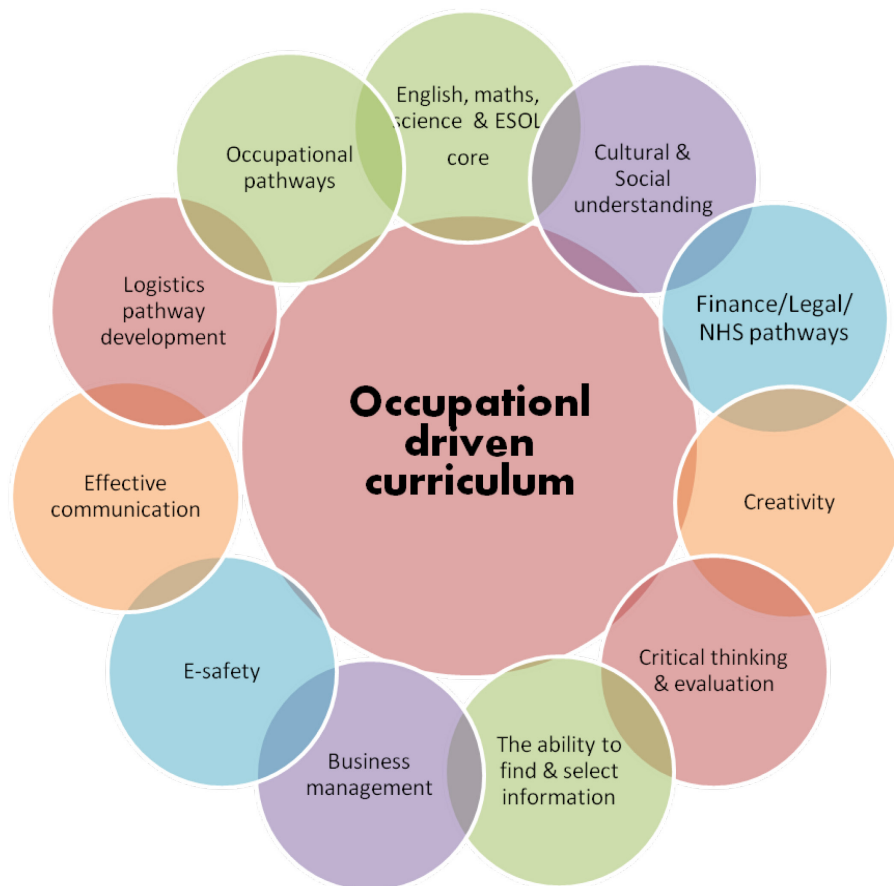 English, maths,
science & ESOL
core
Cultural &
Social
understanding
Finance/Legal/
NHS pathways
Creativity
Critical thinking
& evaluation
The ability to
find & select
information
Business
management
E-safety
Effective
communication
Logistics
pathway
development
Occupational
pathways
Occupationl
driven
curriculum